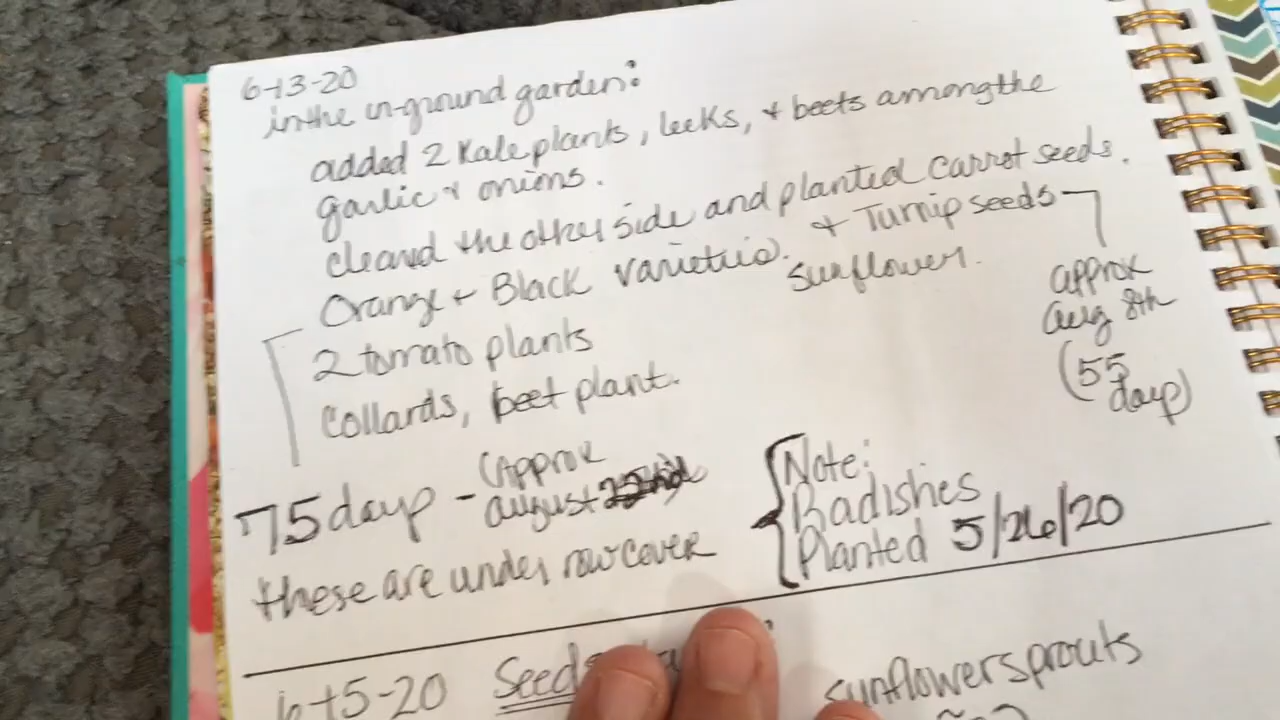 6-13-20
in the in-ground garden:
added 2 Kale plants, leeks, + beets among the
garlic + onions.
cleared the other side and planted carrot seeds.
Orange + Black varieties. + Turnip seeds
sunflower.
approx
Aug 8th
(55
days)
2 tomato plants
Collards, beet plant.
75 days - (Approx
august
these are under row cover
Note:
Radishes
Planted 5/26/20
6-15-20 Seeds
sunflower sprouts